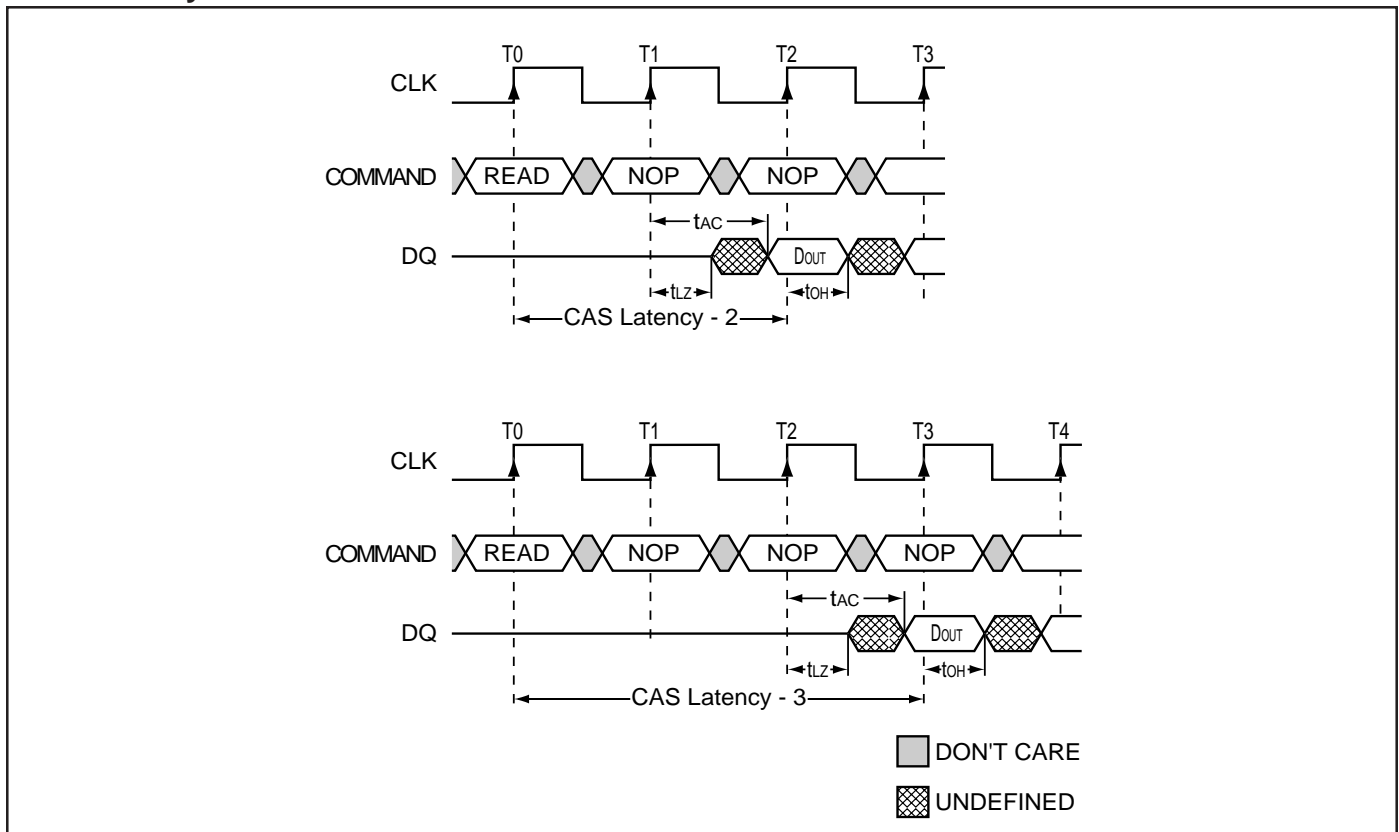 T0 T1 T2 T3
CLK
COMMAND READ NOP NOP
tAC
DQ DOUT
tLZ tOH
CAS Latency - 2
T0 T1 T2 T3 T4
CLK
COMMAND READ NOP NOP NOP
tAC
DQ DOUT
tLZ tOH
CAS Latency - 3
DON'T CARE
UNDEFINED